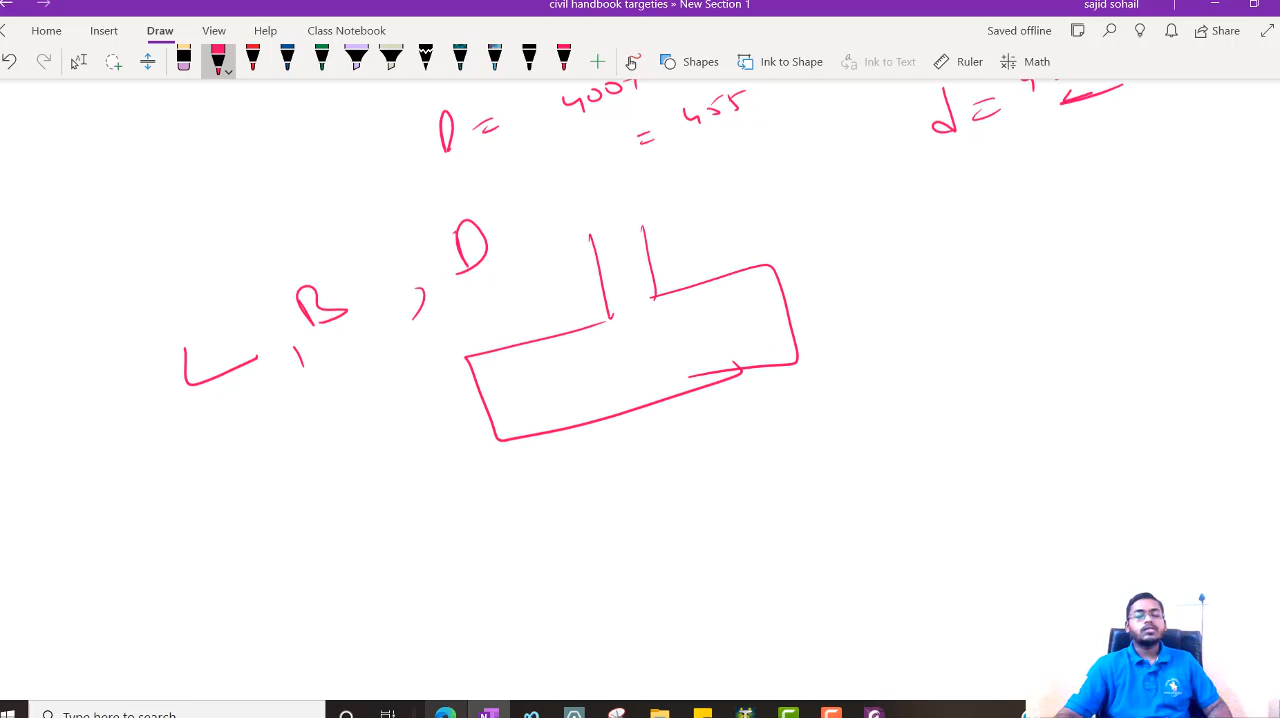 civil handbook targeties » New Section 1
sajid sohail
Home Insert Draw View Help Class Notebook
Saved offline
Share
Shapes
Ink to Shape
Ink to Text
Ruler
Math
D = 400+
= 455
d =
L, B, D
Type here to search